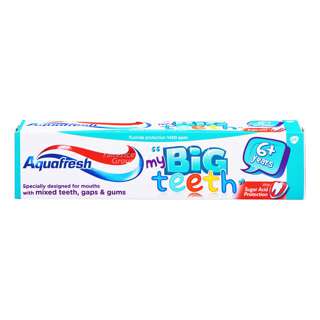 Aquafresh
Specially designed for mouths
with mixed teeth, gaps & gums
"my BIG
teeth"
6+
years
Sugar Acid
Protection